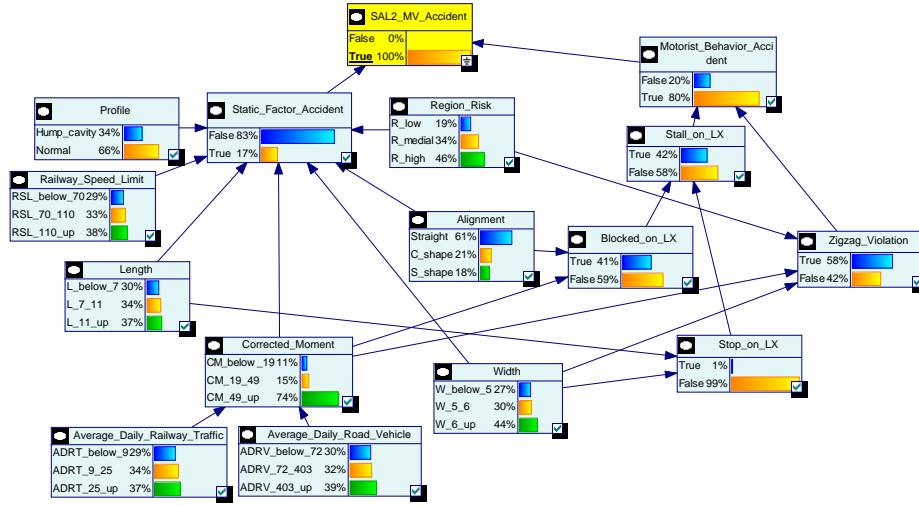 SAL2_MV_Accident
False 0%
True 100%
Motorist_Behavior_Acci
dent
False 20%
True 80%
Profile
Hump_cavity 34%
Normal 66%
Static_Factor_Accident
False 83%
True 17%
Region_Risk
R_low 19%
R_medial 34%
R_high 46%
Stall_on_LX
True 42%
False 58%
Railway_Speed_Limit
RSL_below_70 29%
RSL_70_110 33%
RSL_110_up 38%
Alignment
Straight 61%
C_shape 21%
S_shape 18%
Blocked_on_LX
True 41%
False 59%
Zigzag_Violation
True 58%
False 42%
Length
L_below_7 30%
L_7_11 34%
L_11_up 37%
Corrected_Moment
CM_below_19 11%
CM_19_49 15%
CM_49_up 74%
Width
W_below_5 27%
W_5_6 30%
W_6_up 44%
Stop_on_LX
True 1%
False 99%
Average_Daily_Railway_Traffic
ADRT_below_9 29%
ADRT_9_25 34%
ADRT_25_up 37%
Average_Daily_Road_Vehicle
ADRV_below_72 30%
ADRV_72_403 32%
ADRV_403_up 39%